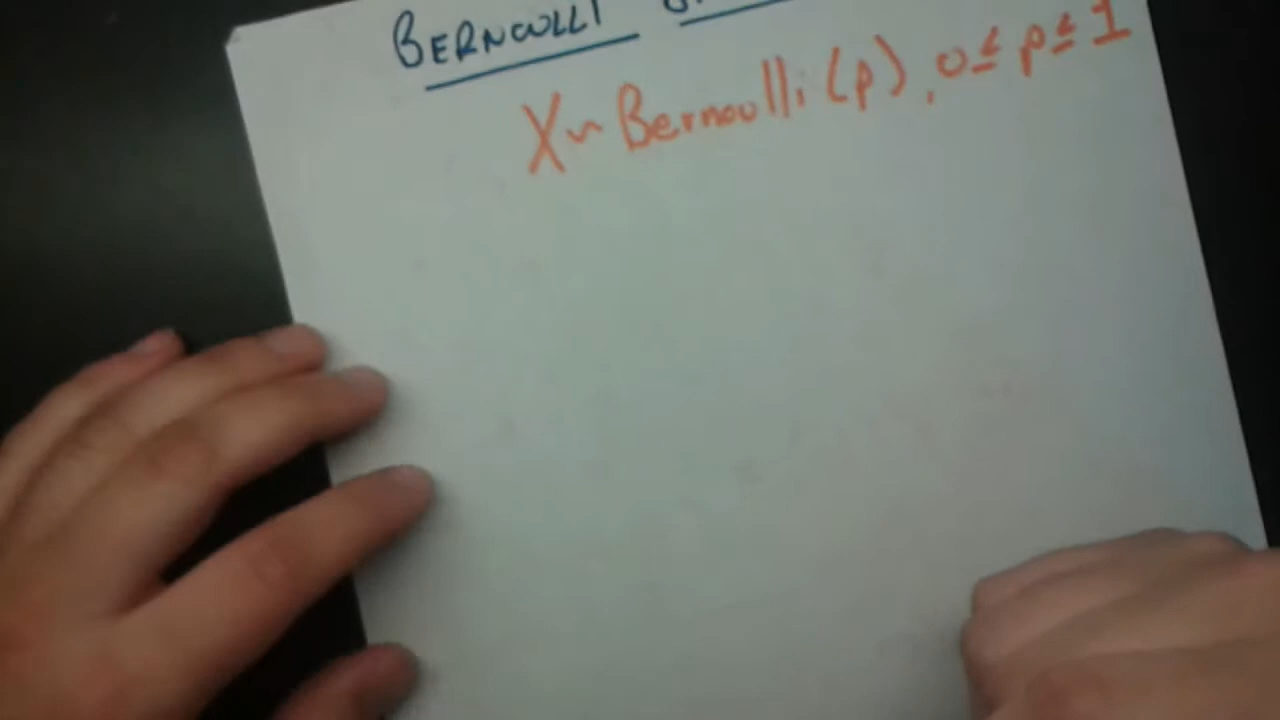 BERNOULLI
X ~ Bernoulli (p), 0 ≤ p ≤ 1